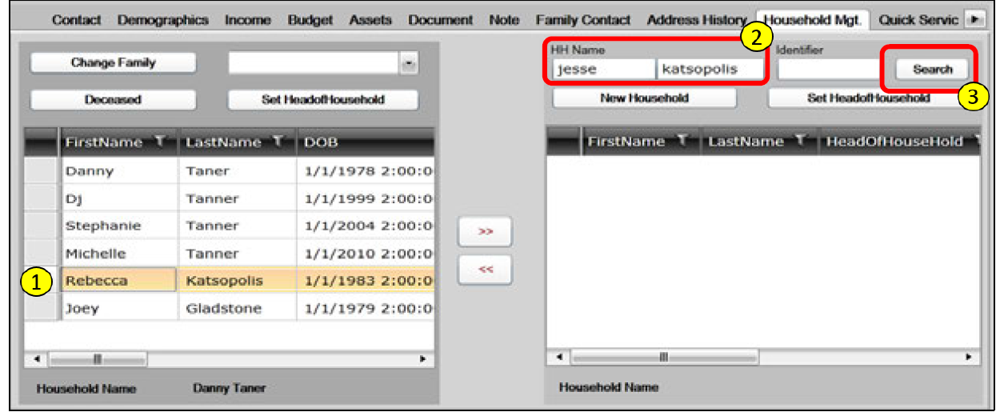 Contact Demographics Income Budget Assets Document Note Family Contact Address History Household Mgt. Quick Servic
2
HH Name Identifier
Change Family
jesse katsopolis Search
Deceased Set HeadofHousehold
New Household Set HeadofHousehold 3
FirstName LastName DOB
FirstName LastName HeadOfHouseHold
Danny Taner 1/1/1978 2:00:0
Dj Tanner 1/1/1999 2:00:0
Stephanie Tanner 1/1/2004 2:00:0
>>
Michelle Tanner 1/1/2010 2:00:0
<<
1 Rebecca Katsopolis 1/1/1983 2:00:0
Joey Gladstone 1/1/1979 2:00:0
Household Name Danny Taner
Household Name